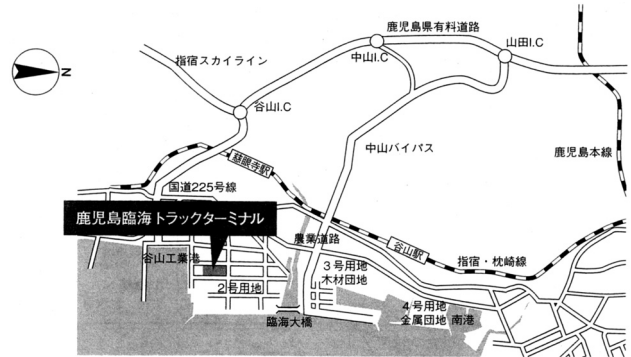 鹿児島県有料道路
山田I.C
中山I.C
指宿スカイライン
N
谷山I.C
中山バイパス
鹿児島本線
慈眼寺駅
国道225号線
鹿児島臨海トラックターミナル
農業道路
谷山駅
谷山工業港
指宿・枕崎線
3号用地
木材団地
2号用地
4号用地
金属団地 南港
臨海大橋